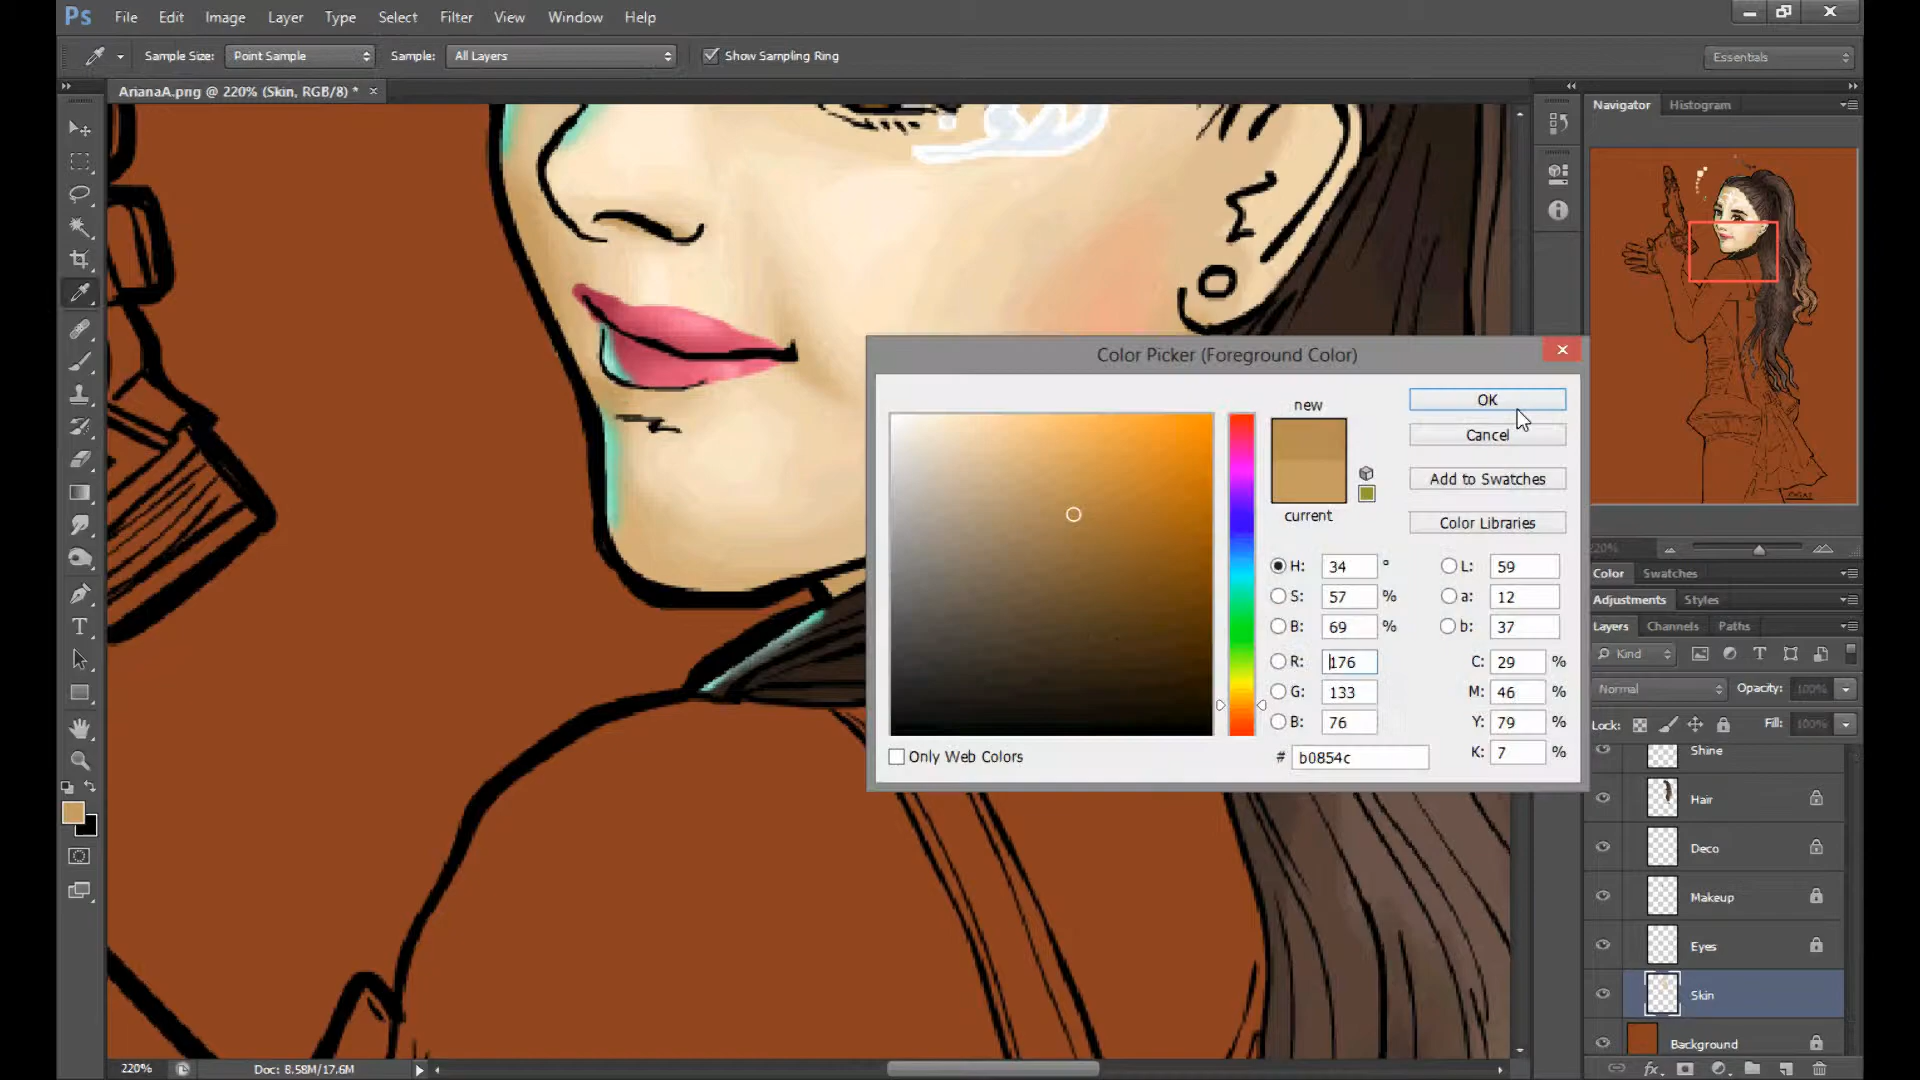 Ps File Edit Image Layer Type Select Filter View Window Help
Sample Size: Point Sample Sample: All Layers Show Sampling Ring Essentials
ArianaA.png @ 220% (Skin, RGB/8) *
Navigator Histogram
Color Picker (Foreground Color)
new
OK
Cancel
Add to Swatches
current
Color Libraries
H: 34 ° L: 59
S: 57 % a: 12
B: 69 % b: 37
R: 176 C: 29 %
G: 133 M: 46 %
B: 76 Y: 79 %
Only Web Colors # b0854c K: 7 %
220%
Color Swatches
Adjustments Styles
Layers Channels Paths
Kind
Normal Opacity: 100%
Lock: Fill: 100%
Shine
Hair
Deco
Makeup
Eyes
Skin
Background
220% Doc: 8.58M/17.6M
fx